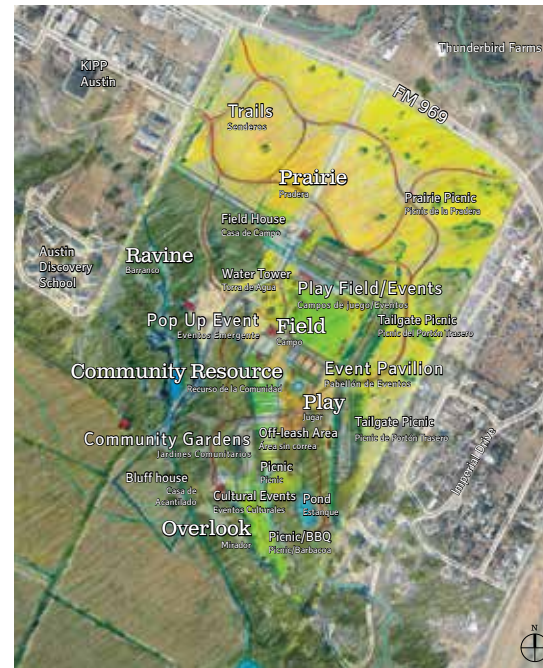 Thunderbird Farms
KIPP
Austin
FM 969
Trails
Senderos
Prairie
Pradera
Prairie Picnic
Picnic de la Pradera
Field House
Casa de Campo
Austin
Discovery
School
Ravine
Barranco
Water Tower
Torra de Agua
Play Field/Events
Campos de juego/Eventos
Pop Up Event
Eventos Emergente
Field
Campo
Tailgate Picnic
Picnic del Portón Trasero
Community Resource
Recurso de la Comunidad
Event Pavilion
Pabellón de Eventos
Play
Jugar
Community Gardens
Jardines Comunitarios
Off-leash Area
Área sin correa
Tailgate Picnic
Picnic de Portón Trasero
Imperial Drive
Picnic
Picnic
Bluff house
Casa de
Acantilado
Cultural Events
Eventos Culturales
Pond
Estanque
Overlook
Mirador
Picnic/BBQ
Picnic/Barbacoa
N